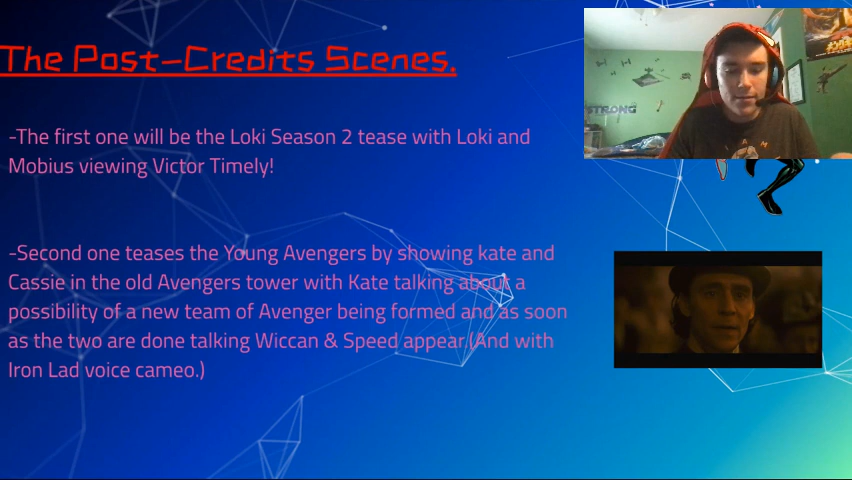 The Post-Credits Scenes.
-The first one will be the Loki Season 2 tease with Loki and
Mobius viewing Victor Timely!
-Second one teases the Young Avengers by showing kate and
Cassie in the old Avengers tower with Kate talking about a
possibility of a new team of Avenger being formed and as soon
as the two are done talking Wiccan & Speed appear.(And with
Iron Lad voice cameo.)
STRONG